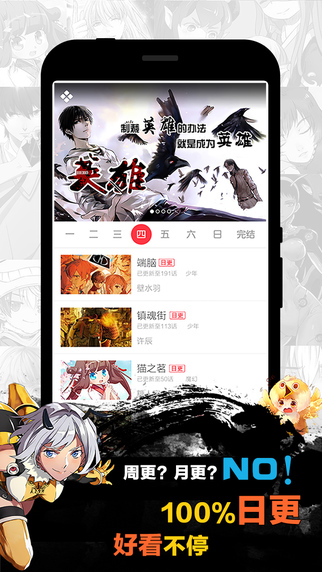 制裁英雄的办法
就是成为英雄
英雄
一 二 三 四 五 六 日 完结
端脑 日更
已更新至191话 少年
壁水羽
镇魂街 日更
已更新至113话 少年
许辰
猫之茗 日更
已更新至50话 魔幻
周更？月更？NO！
100%日更
好看不停